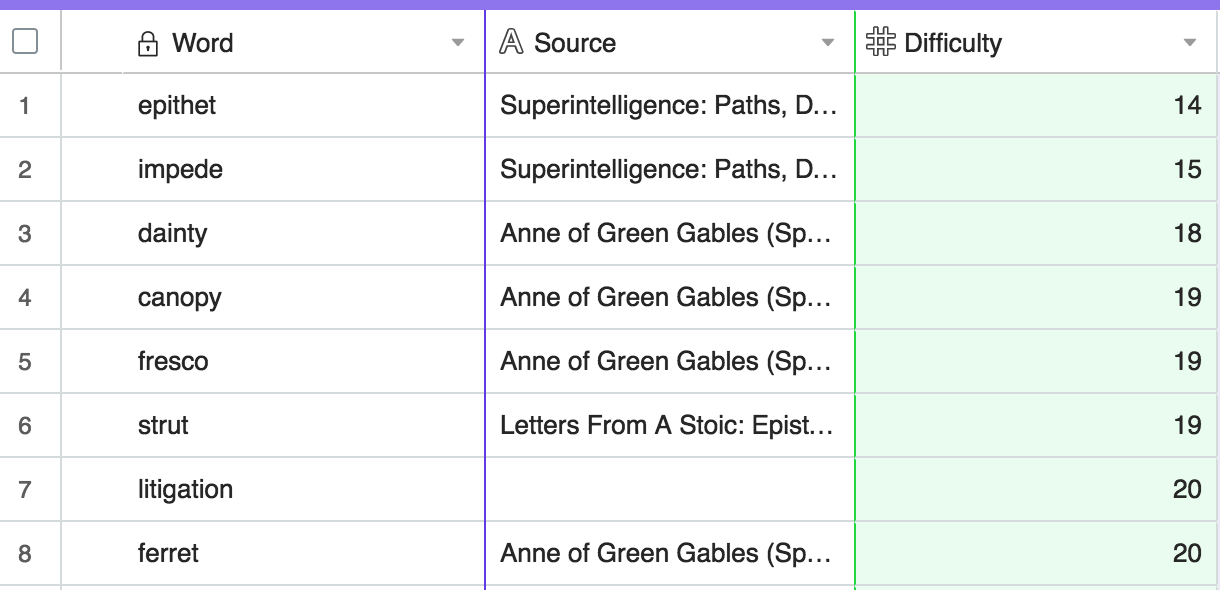 Word Source Difficulty
1 epithet Superintelligence: Paths, D... 14
2 impede Superintelligence: Paths, D... 15
3 dainty Anne of Green Gables (Sp... 18
4 canopy Anne of Green Gables (Sp... 19
5 fresco Anne of Green Gables (Sp... 19
6 strut Letters From A Stoic: Epist... 19
7 litigation 20
8 ferret Anne of Green Gables (Sp... 20